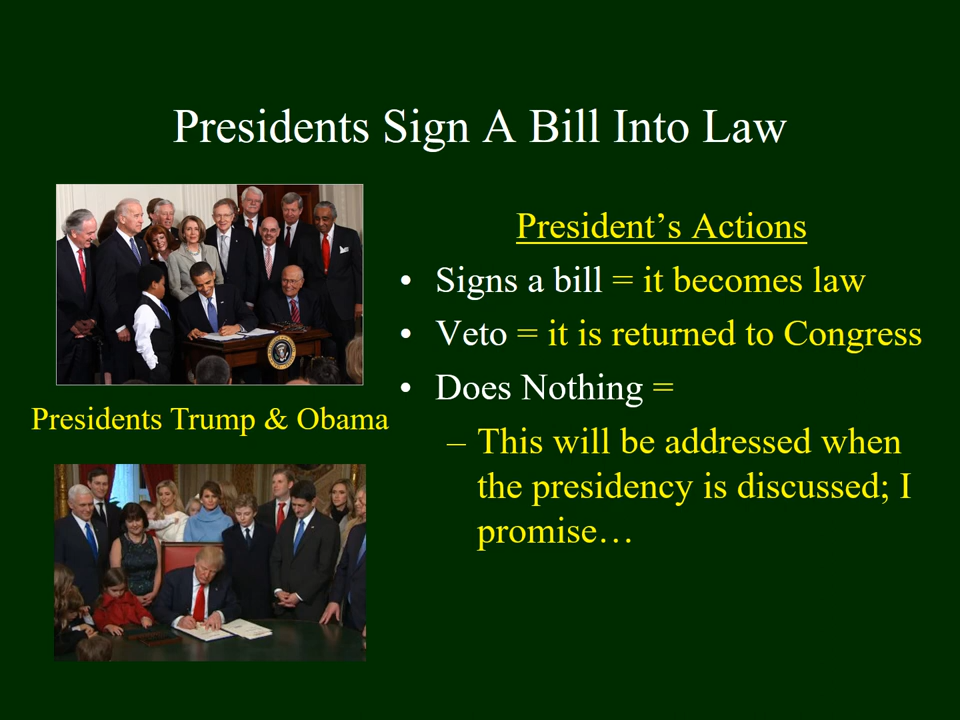 Presidents Sign A Bill Into Law
President’s Actions
• Signs a bill = it becomes law
• Veto = it is returned to Congress
• Does Nothing =
– This will be addressed when
the presidency is discussed; I
promise…
Presidents Trump & Obama